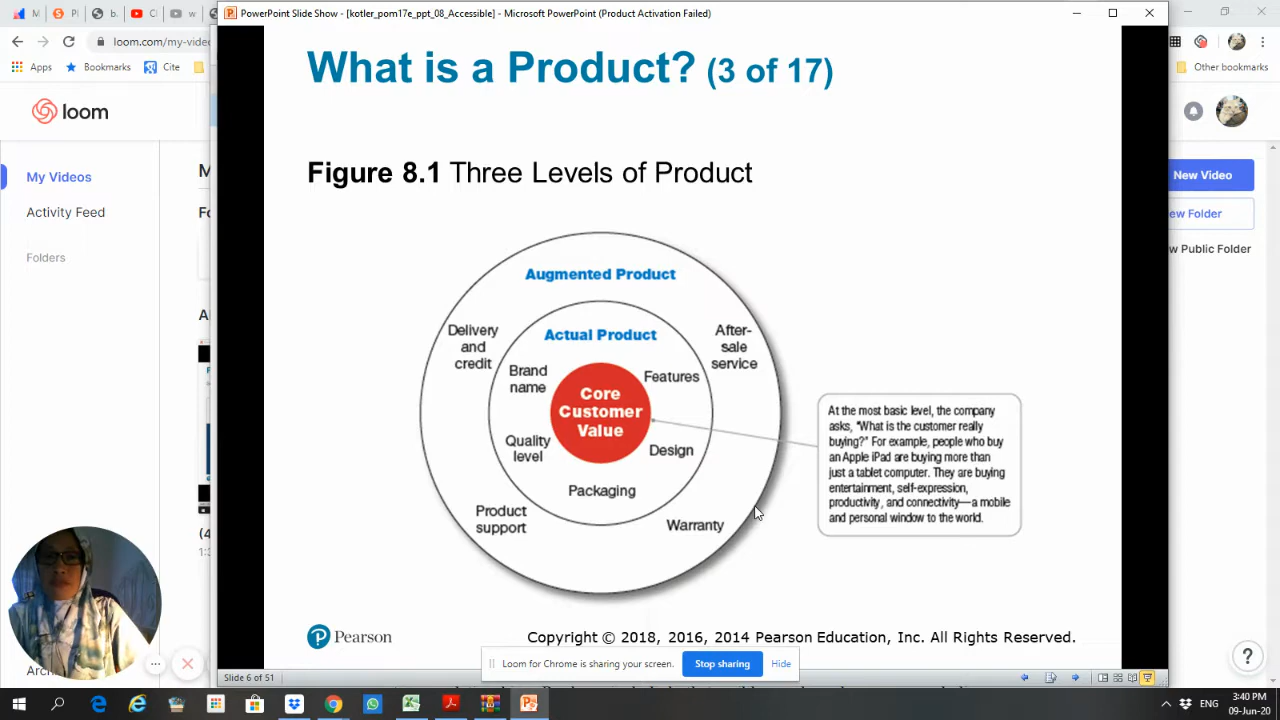 PowerPoint Slide Show - [kotler_pom17e_ppt_08_Accessible] - Microsoft PowerPoint (Product Activation Failed)
loom.com/my-video
Apps
Bookmarks
Cite
Other bookmarks
loom
My Videos
Activity Feed
Folders
New Video
ew Folder
w Public Folder
What is a Product? (3 of 17)
Figure 8.1 Three Levels of Product
Augmented Product
Actual Product
Delivery
and
credit
After-
sale
service
Brand
name
Features
Core
Customer
Value
Quality
level
Design
Packaging
Product
support
Warranty
At the most basic level, the company
asks, “What is the customer really
buying?” For example, people who buy
an Apple iPad are buying more than
just a tablet computer. They are buying
entertainment, self-expression,
productivity, and connectivity—a mobile
and personal window to the world.
Pearson
Copyright © 2018, 2016, 2014 Pearson Education, Inc. All Rights Reserved.
Loom for Chrome is sharing your screen.
Stop sharing
Hide
Slide 6 of 51
ENG
3:40 PM
09-Jun-20